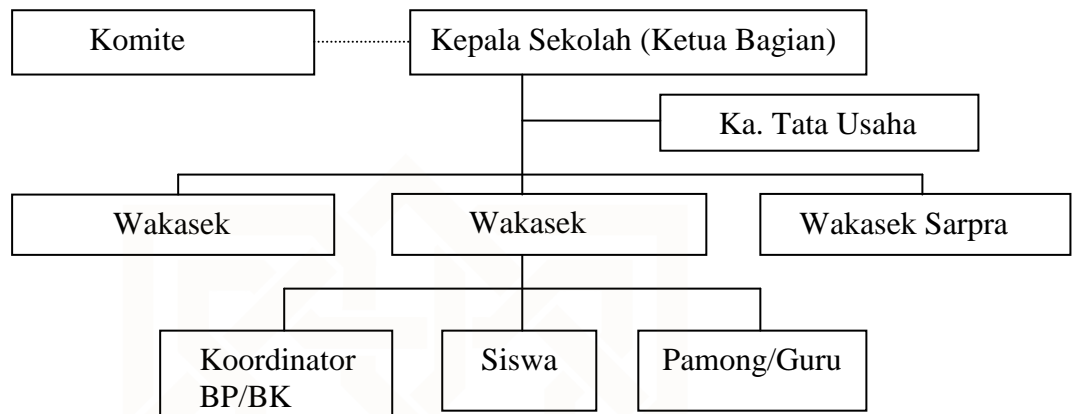 Komite
Kepala Sekolah (Ketua Bagian)
Ka. Tata Usaha
Wakasek
Wakasek
Wakasek Sarpra
Koordinator
BP/BK
Siswa
Pamong/Guru